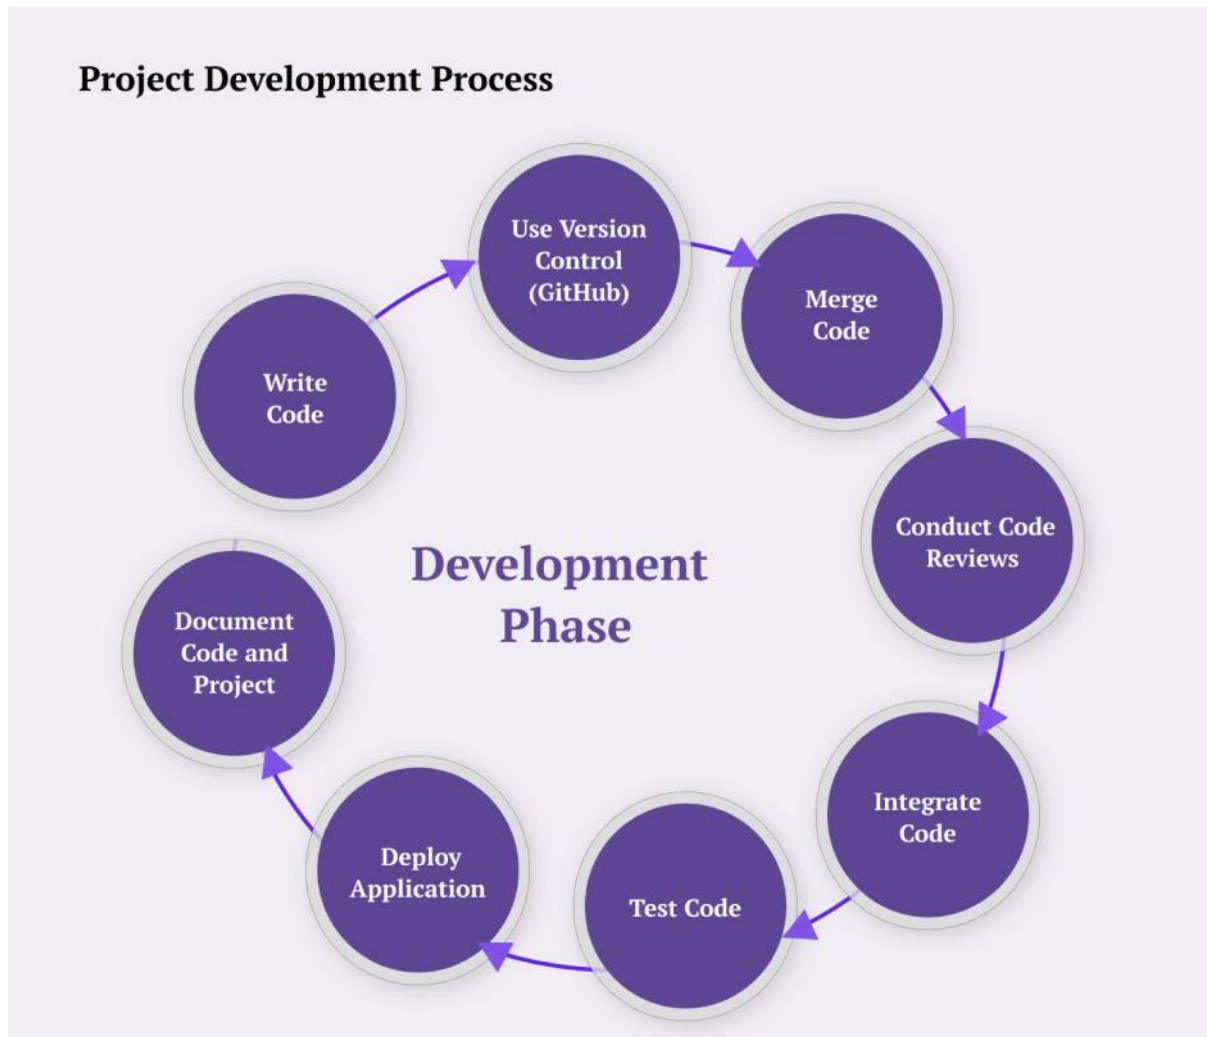 Project Development Process
Use Version
Control
(GitHub)
Merge
Code
Write
Code
Conduct Code
Reviews
Development
Phase
Document
Code and
Project
Integrate
Code
Deploy
Application
Test Code